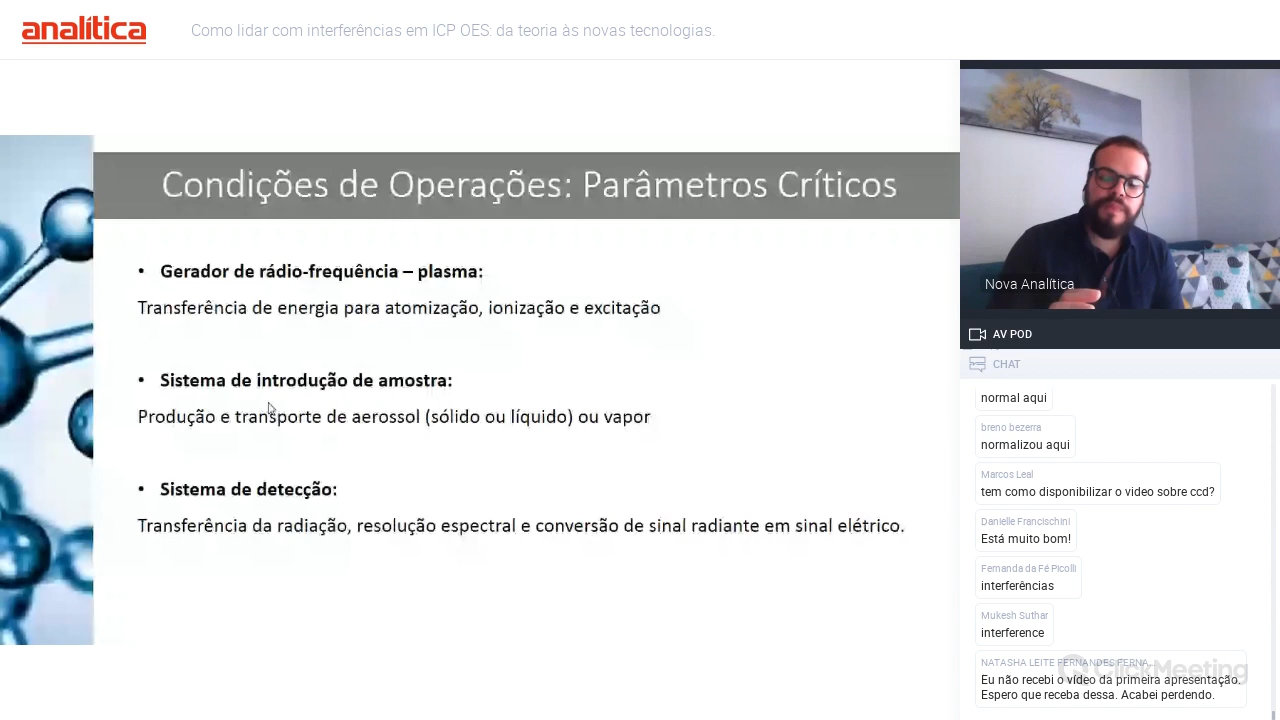 analítica
Como lidar com interferências em ICP OES: da teoria às novas tecnologias.
Condições de Operações: Parâmetros Críticos
• Gerador de rádio-frequência – plasma:
Transferência de energia para atomização, ionização e excitação
• Sistema de introdução de amostra:
Produção e transporte de aerossol (sólido ou líquido) ou vapor
• Sistema de detecção:
Transferência da radiação, resolução espectral e conversão de sinal radiante em sinal elétrico.
Nova Analítica
AV POD
CHAT
normal aqui
breno bezerra
normalizou aqui
Marcos Leal
tem como disponibilizar o video sobre ccd?
Danielle Francischini
Está muito bom!
Fernanda da Fé Picolli
interferências
Mukesh Suthar
interference
NATASHA LEITE FERNANDES FERNA...
ClickMeeting
Eu não recebi o vídeo da primeira apresentação.
Espero que receba dessa. Acabei perdendo.